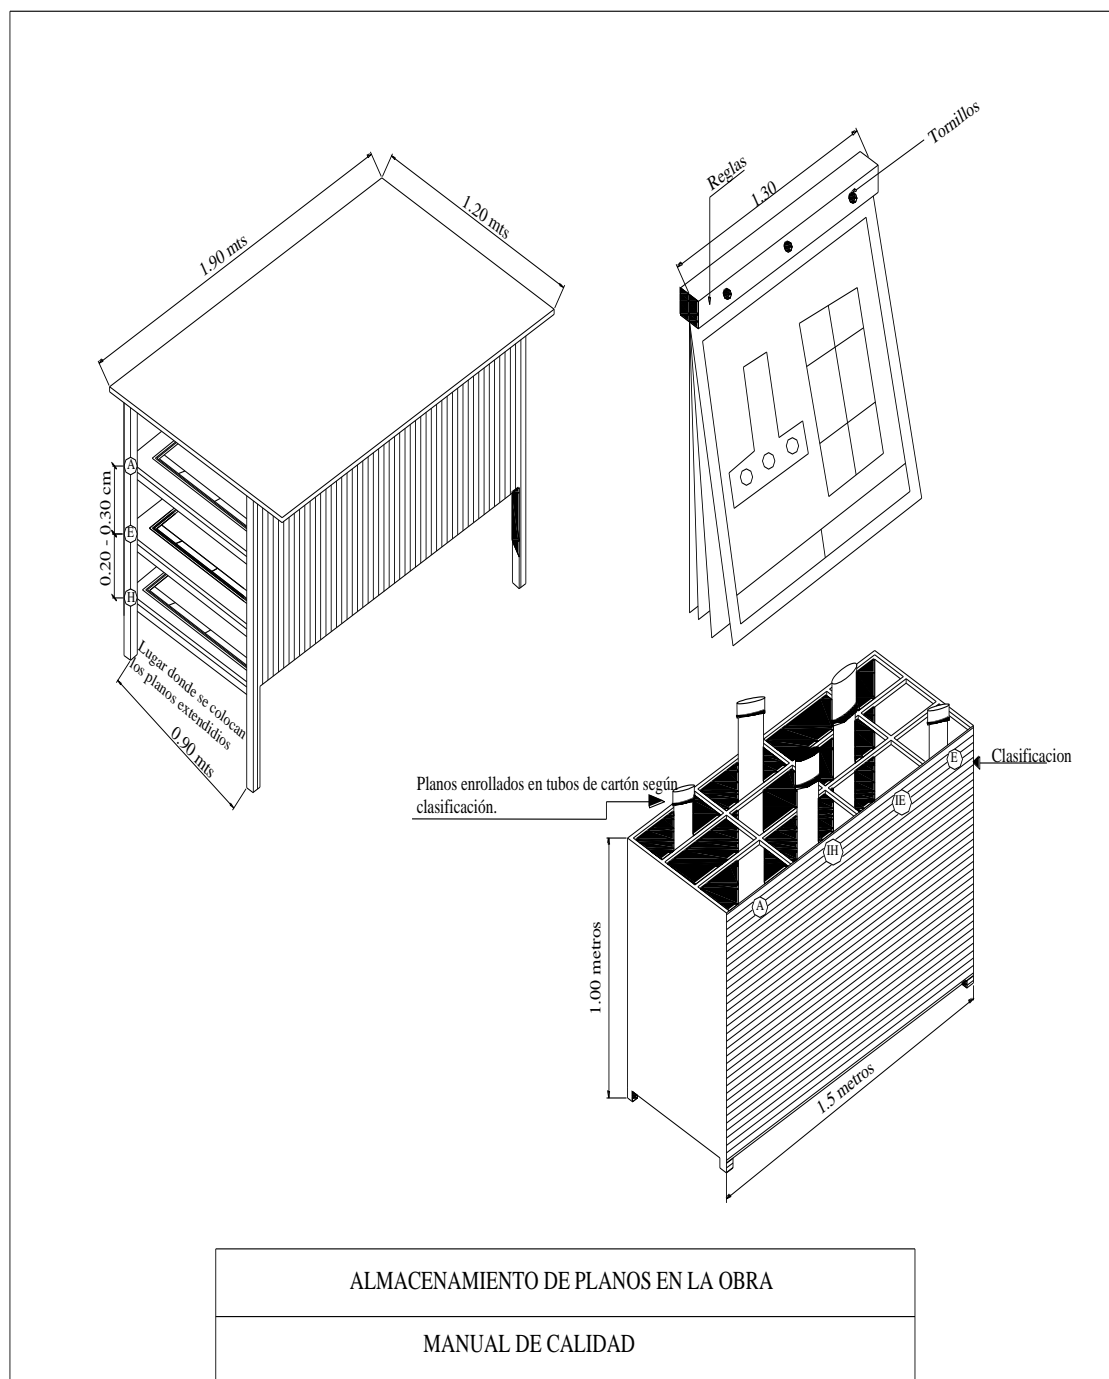 1.90 mts
1.20 mts
A
E
H
0.20 - 0.30 cm
Lugar donde se colocan
los planos extendidios
0.90 mts
Reglas
1.30
Tornillos
Planos enrollados en tubos de cartón según
clasificación.
Clasificacion
E
IE
IH
A
1.00 metros
1.5 metros
ALMACENAMIENTO DE PLANOS EN LA OBRA
MANUAL DE CALIDAD